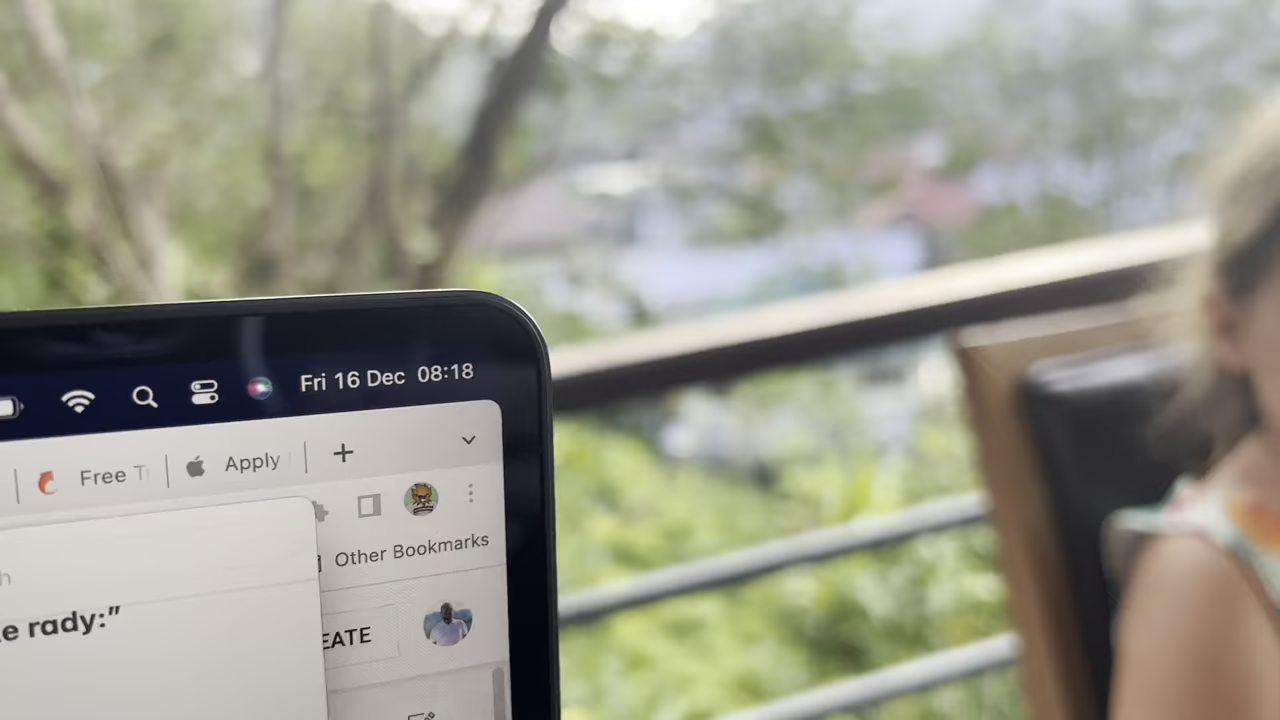 Fri 16 Dec 08:18
Free T
Apply
Other Bookmarks
h
e rady:”
EATE